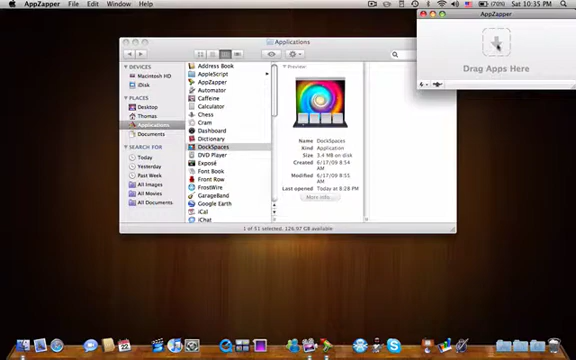 AppZapper File Edit Window Help
(70%) Sat 10:35 PM
AppZapper
Drag Apps Here
Applications
DEVICES
Macintosh HD
iDisk
PLACES
Desktop
Thomas
Applications
Documents
SEARCH FOR
Today
Yesterday
Past Week
All Images
All Movies
All Documents
Address Book
AppleScript
AppZapper
Automator
Caffeine
Calculator
Chess
Cram
Dashboard
Dictionary
DockSpaces
DVD Player
Exposé
Font Book
Front Row
FrostWire
GarageBand
Google Earth
iCal
iChat
Preview
Name DockSpaces
Kind Application
Size 3.4 MB on disk
Created 6/17/09 8:54 AM
Modified 6/17/09 8:55 AM
Last opened Today at 8:28 PM
More info...
1 of 51 selected, 126.97 GB available